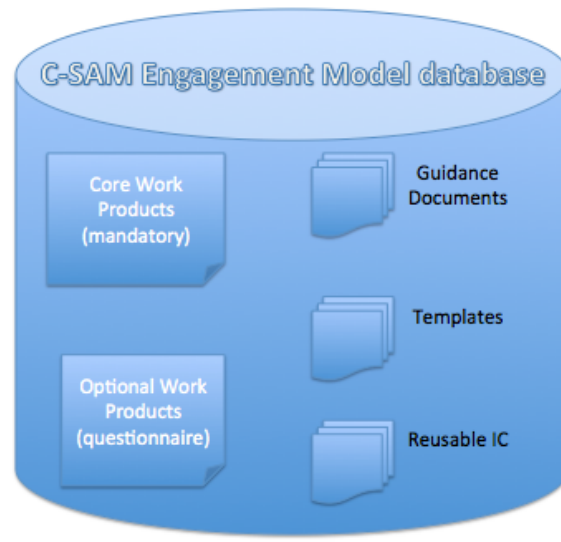 C-SAM Engagement Model database
Core Work
Products
(mandatory)
Guidance
Documents
Templates
Optional Work
Products
(questionnaire)
Reusable IC